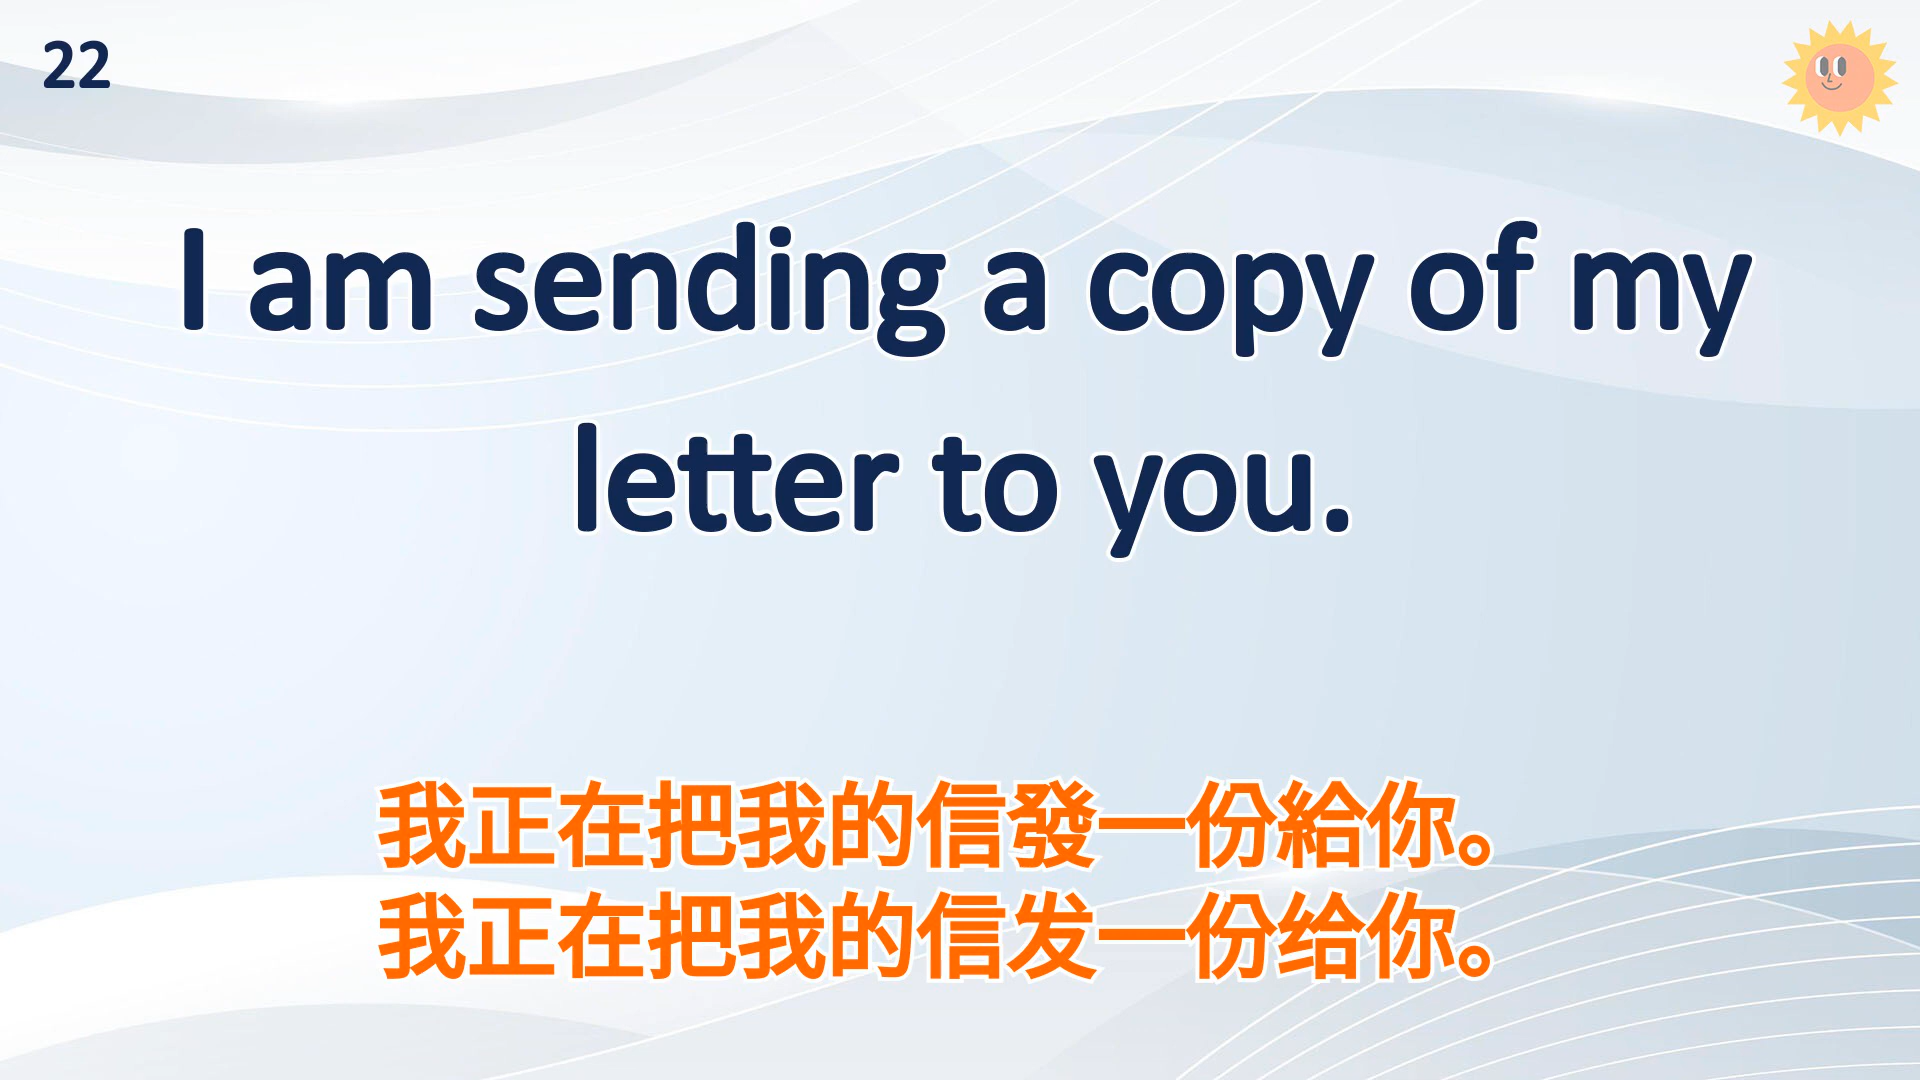 22
I am sending a copy of my
letter to you.
我正在把我的信發一份給你。
我正在把我的信发一份给你。